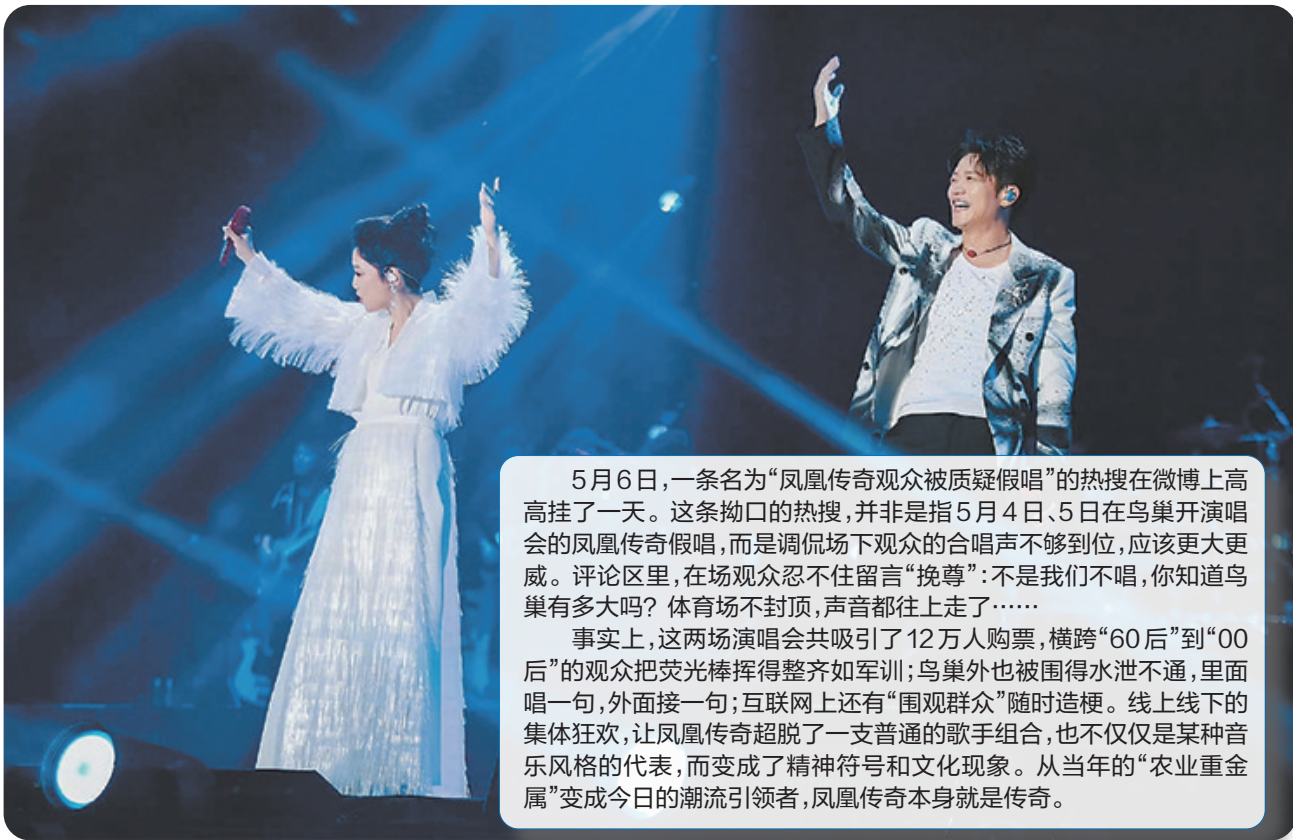 5月6日，一条名为“凤凰传奇观众被质疑假唱”的热搜在微博上高
高挂了一天。这条拗口的热搜，并非是指5月4日、5日在鸟巢开演唱
会的凤凰传奇假唱，而是调侃场下观众的合唱声不够到位，应该更大更
威。评论区里，在场观众忍不住留言“挽尊”：不是我们不唱，你知道鸟
巢有多大吗？体育场不封顶，声音都往上走了……
事实上，这两场演唱会共吸引了12万人购票，横跨“60后”到“00
后”的观众把荧光棒挥得整齐如军训；鸟巢外也被围得水泄不通，里面
唱一句，外面接一句；互联网上还有“围观群众”随时造梗。线上线下的
集体狂欢，让凤凰传奇超脱了一支普通的歌手组合，也不仅仅是某种音
乐风格的代表，而变成了精神符号和文化现象。从当年的“农业重金
属”变成今日的潮流引领者，凤凰传奇本身就是传奇。